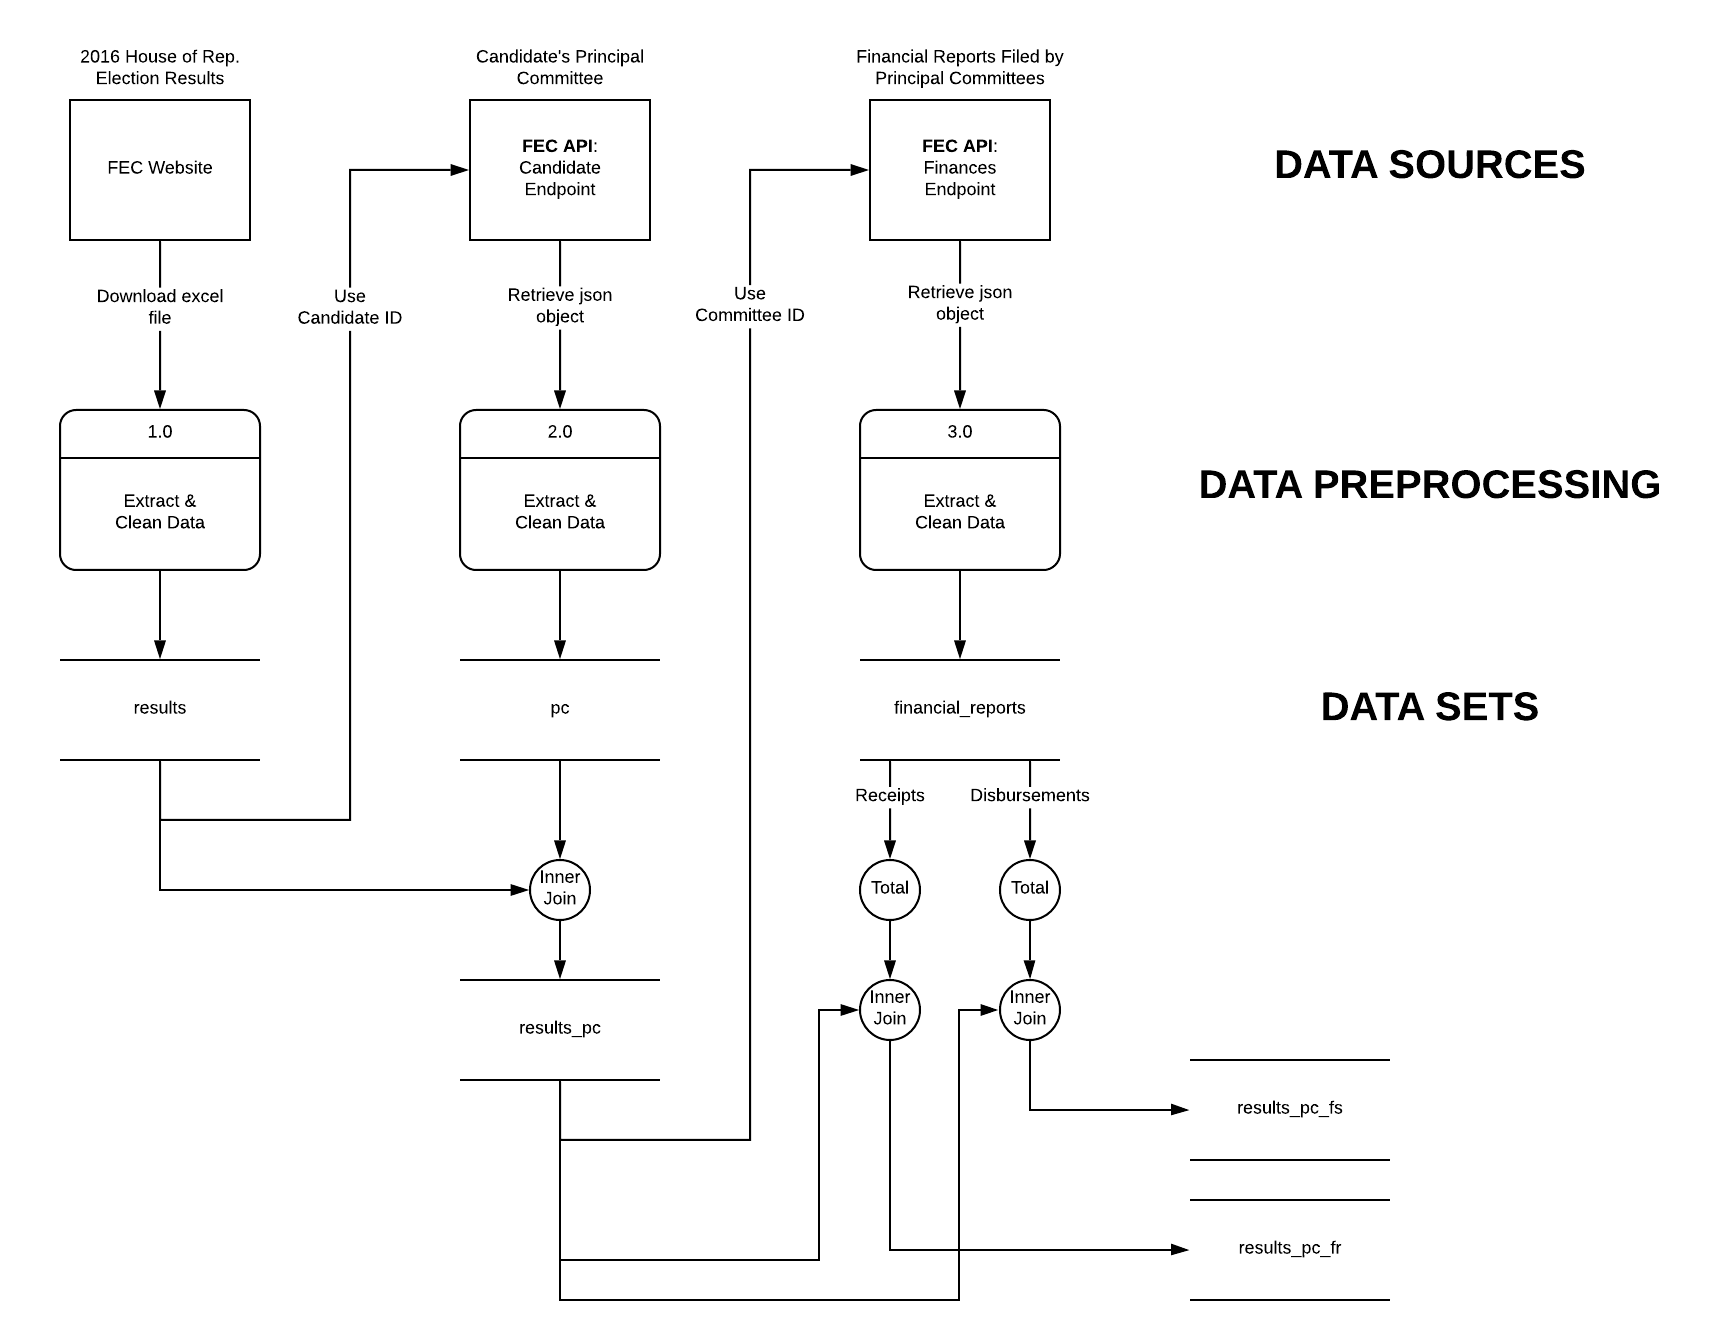 2016 House of Rep.
Election Results
Candidate's Principal
Committee
Financial Reports Filed by
Principal Committees
FEC Website
FEC API:
Candidate
Endpoint
FEC API:
Finances
Endpoint
DATA SOURCES
Download excel
file
Use
Candidate ID
Retrieve json
object
Use
Committee ID
Retrieve json
object
1.0
Extract &
Clean Data
2.0
Extract &
Clean Data
3.0
Extract &
Clean Data
DATA PREPROCESSING
results
pc
financial_reports
DATA SETS
Receipts
Disbursements
Inner
Join
Total
Total
results_pc
Inner
Join
Inner
Join
results_pc_fs
results_pc_fr